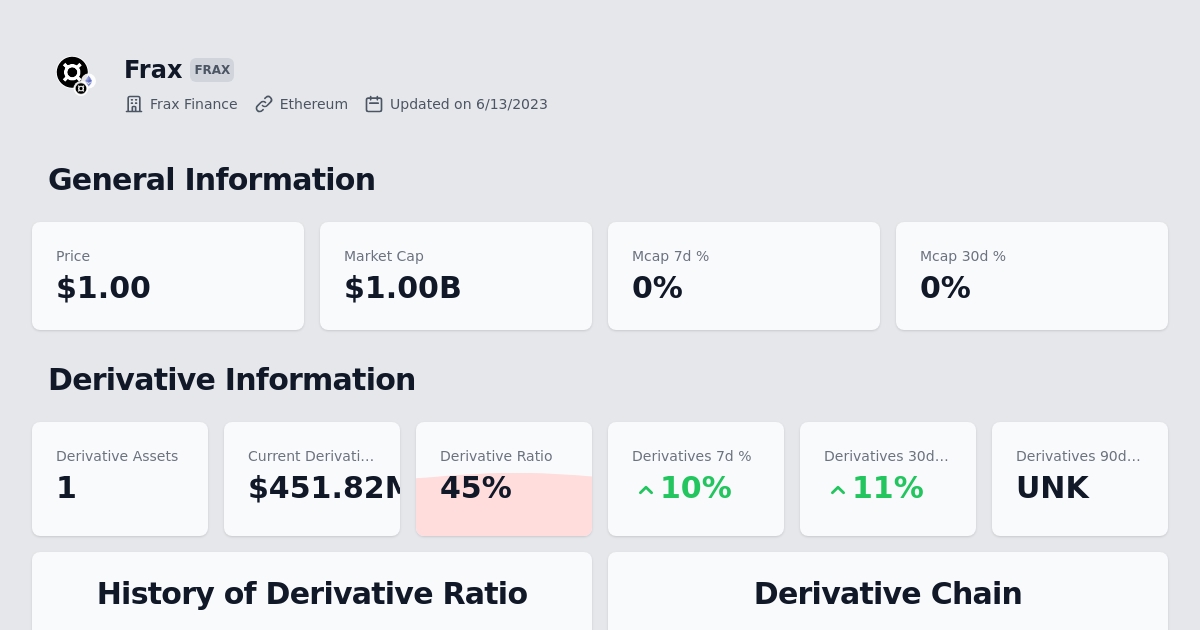 Frax FRAX
Frax Finance Ethereum Updated on 6/13/2023
General Information
Price Market Cap Mcap 7d % Mcap 30d %
$1.00 $1.00B 0% 0%
Derivative Information
Derivative Assets Current Derivati... Derivative Ratio Derivatives 7d % Derivatives 30d... Derivatives 90d...
1 $451.82M 45% 10% 11% UNK
History of Derivative Ratio Derivative Chain